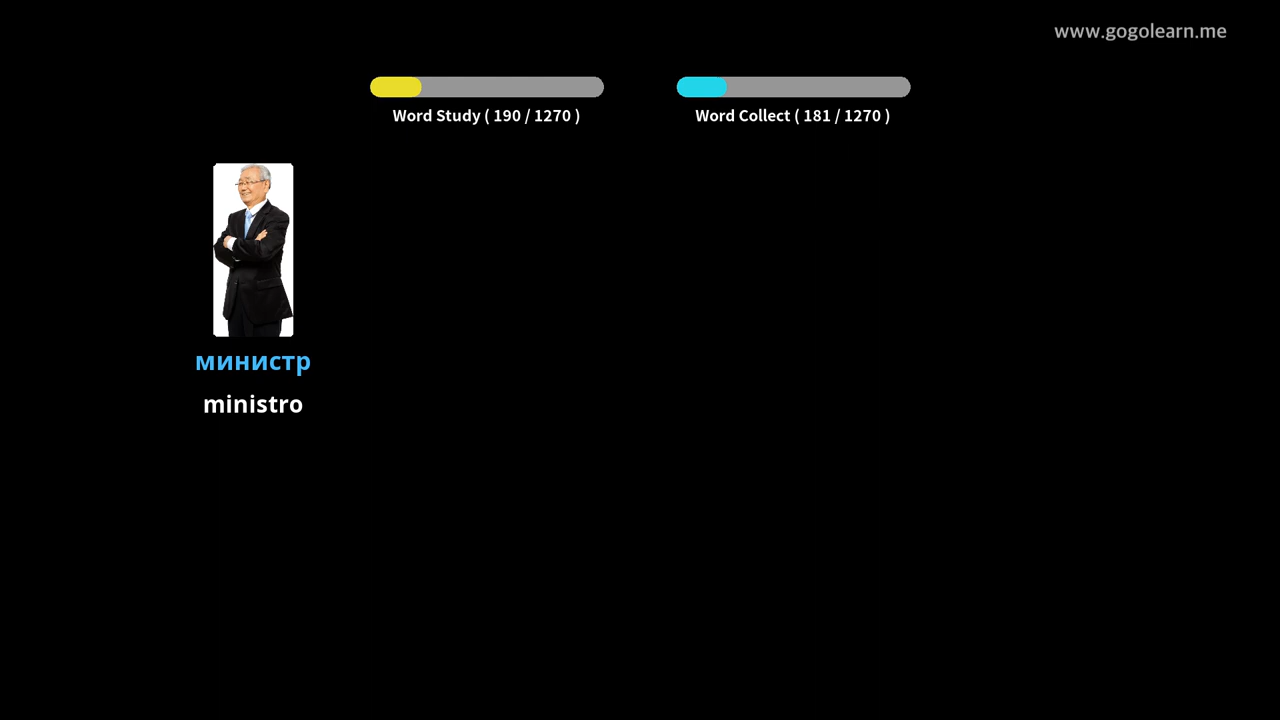 www.gogolearn.me
Word Study ( 190 / 1270 )
Word Collect ( 181 / 1270 )
министр
ministro